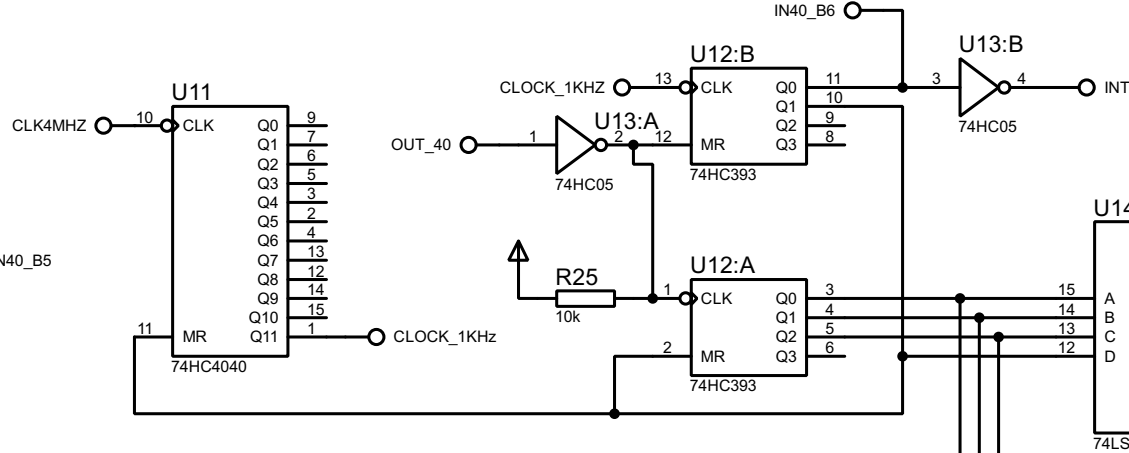 IN40_B6
U13:B
3
4
INT
74HC05
U12:B
CLOCK_1KHZ
13
CLK
MR
12
Q0
Q1
Q2
Q3
11
10
9
8
74HC393
U13:A
OUT_40
1
2
74HC05
U11
CLK4MHZ
10
CLK
Q0
Q1
Q2
Q3
Q4
Q5
Q6
Q7
Q8
Q9
Q10
Q11
9
7
6
5
3
2
4
13
12
14
15
1
11
MR
74HC4040
CLOCK_1KHz
N40_B5
R25
10k
U12:A
1
CLK
2
MR
Q0
Q1
Q2
Q3
3
4
5
6
74HC393
U14
15
14
13
12
A
B
C
D
74LS